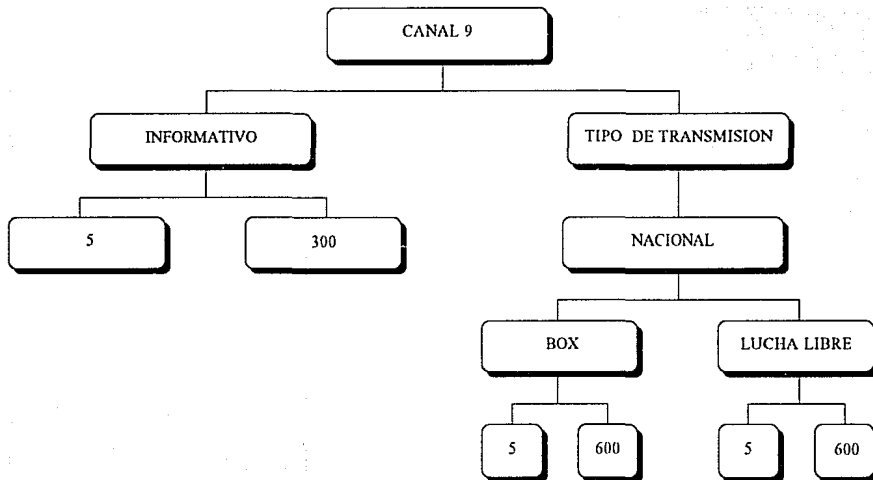 CANAL 9
INFORMATIVO
TIPO DE TRANSMISION
5
300
NACIONAL
BOX
LUCHA LIBRE
5
600
5
600